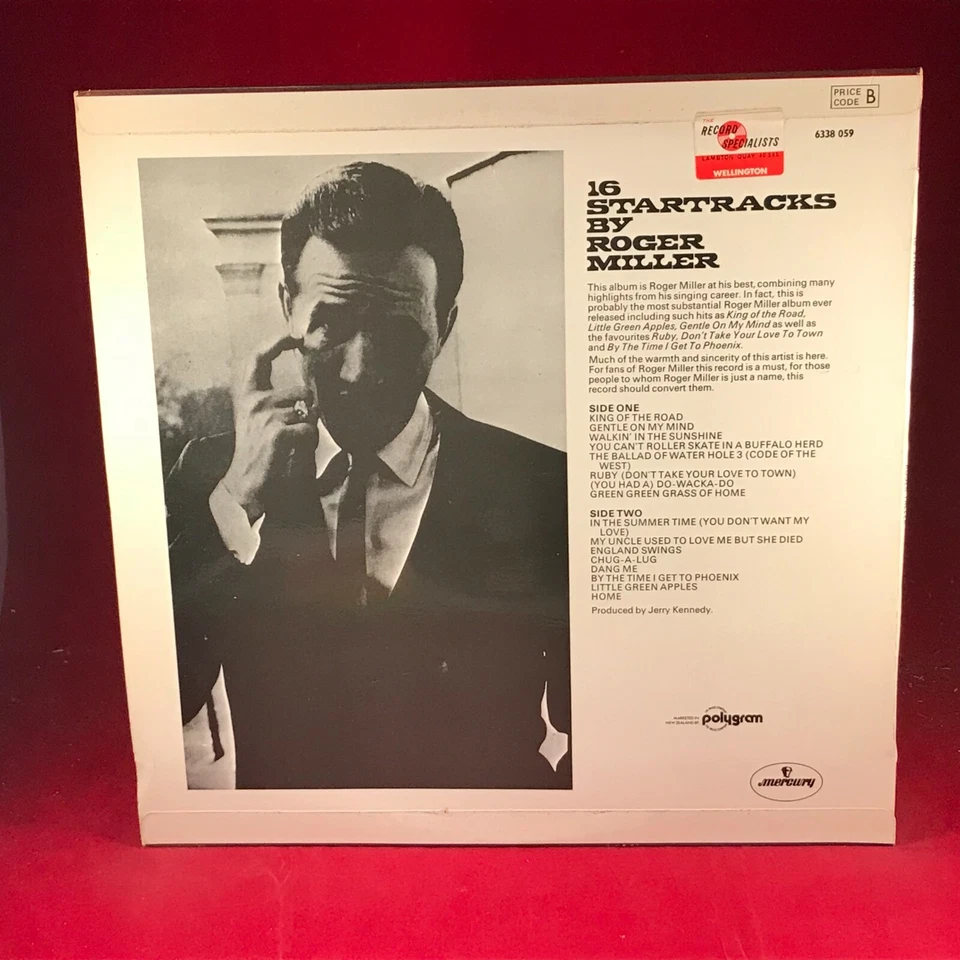 PRICE
CODE B
6338 059
THE
RECORD
SPECIALISTS
LAMBTON QUAY
WELLINGTON
16
STARTRACKS
BY
ROGER
MILLER
This album is Roger Miller at his best, combining many
highlights from his singing career. In fact, this is
probably the most substantial Roger Miller album ever
released including such hits as King of the Road,
Little Green Apples, Gentle On My Mind as well as
the favourites Ruby, Don't Take Your Love To Town
and By The Time I Get To Phoenix.
Much of the warmth and sincerity of this artist is here.
For fans of Roger Miller this record is a must, for those
people to whom Roger Miller is just a name, this
record should convert them.
SIDE ONE
KING OF THE ROAD
GENTLE ON MY MIND
WALKIN' IN THE SUNSHINE
YOU CAN'T ROLLER SKATE IN A BUFFALO HERD
THE BALLAD OF WATER HOLE 3 (CODE OF THE
WEST)
RUBY (DON'T TAKE YOUR LOVE TO TOWN)
(YOU HAD A) DO-WACKA-DO
GREEN GREEN GRASS OF HOME
SIDE TWO
IN THE SUMMER TIME (YOU DON'T WANT MY
LOVE)
MY UNCLE USED TO LOVE ME BUT SHE DIED
ENGLAND SWINGS
CHUG-A-LUG
DANG ME
BY THE TIME I GET TO PHOENIX
LITTLE GREEN APPLES
HOME
Produced by Jerry Kennedy.
MARKETED IN
NEW ZEALAND BY
polygram
mercury